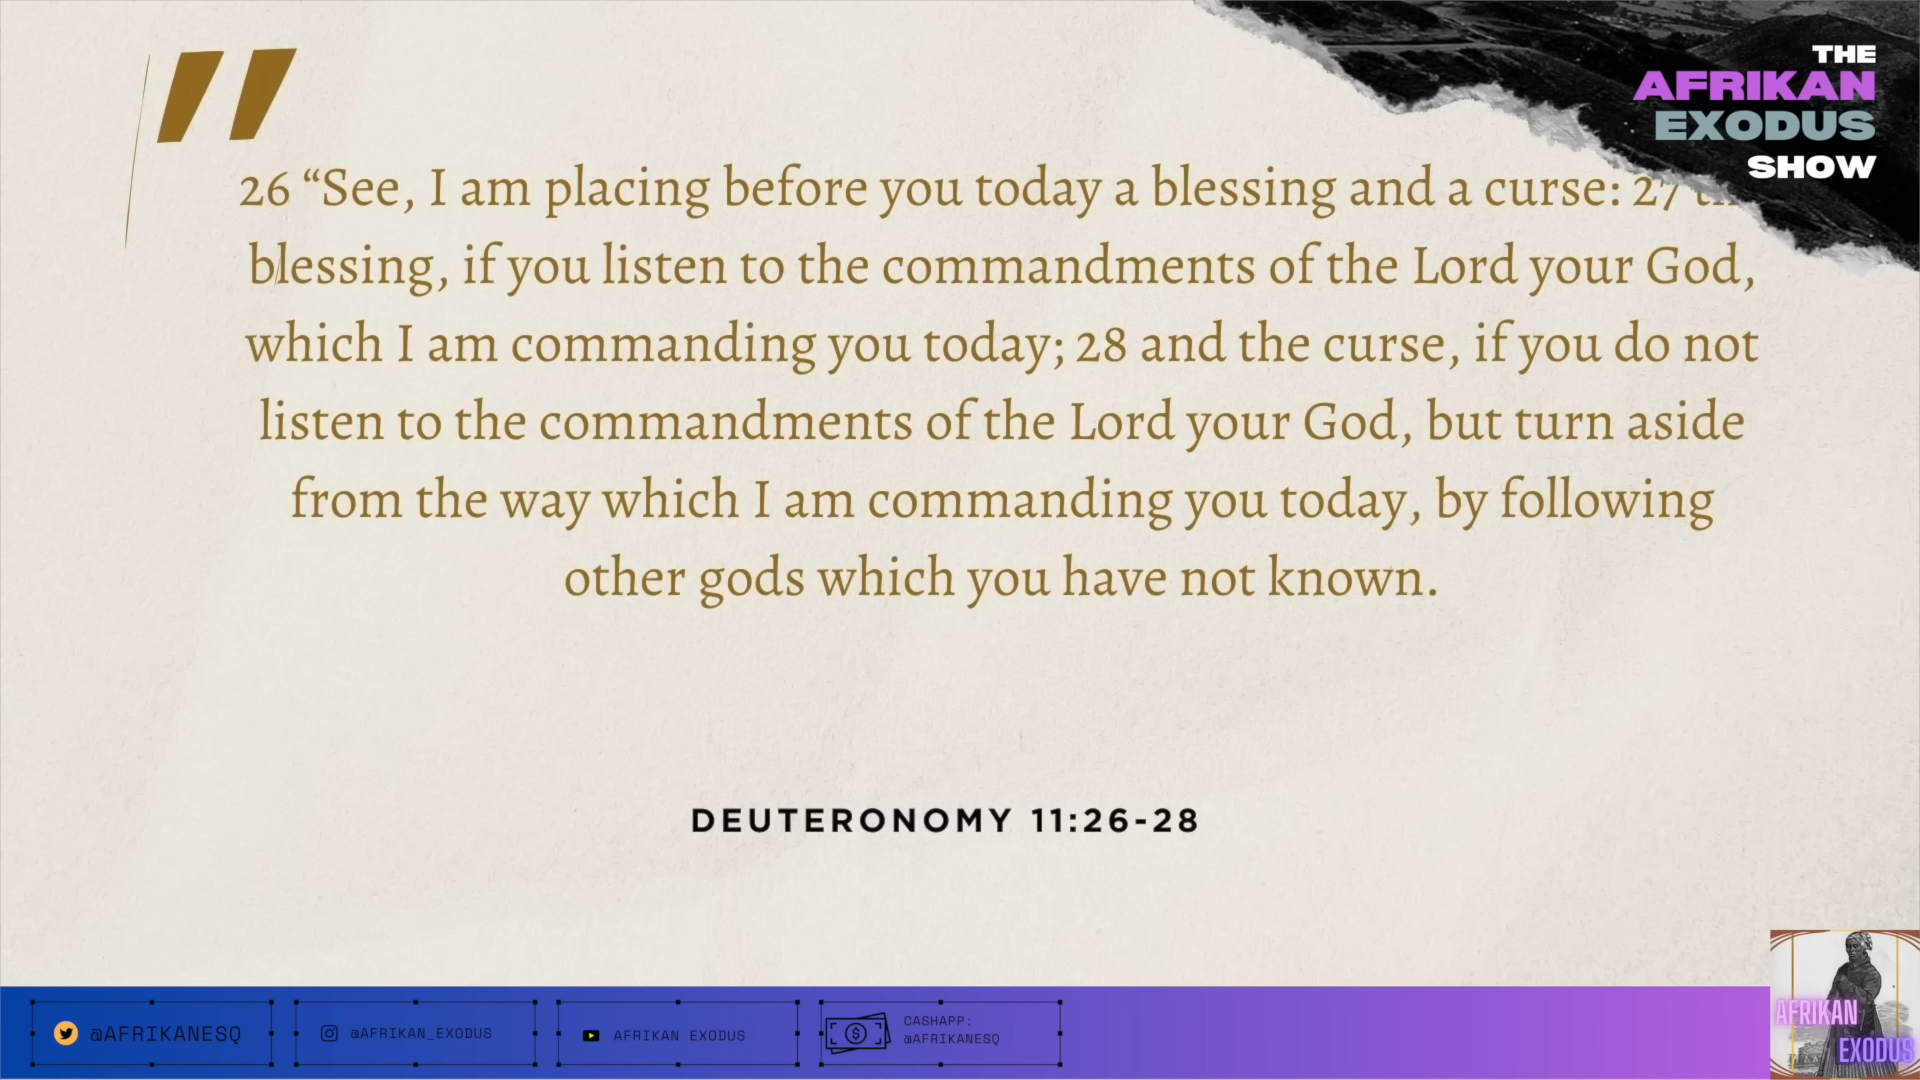 THE
AFRIKAN
EXODUS
SHOW
26 “See, I am placing before you today a blessing and a curse: 27
blessing, if you listen to the commandments of the Lord your God,
which I am commanding you today; 28 and the curse, if you do not
listen to the commandments of the Lord your God, but turn aside
from the way which I am commanding you today, by following
other gods which you have not known.
DEUTERONOMY 11:26-28
@AFRIKANESQ
@AFRIKAN_EXODUS
AFRIKAN EXODUS
CASHAPP:
@AFRIKANESQ
AFRIKAN
EXODUS